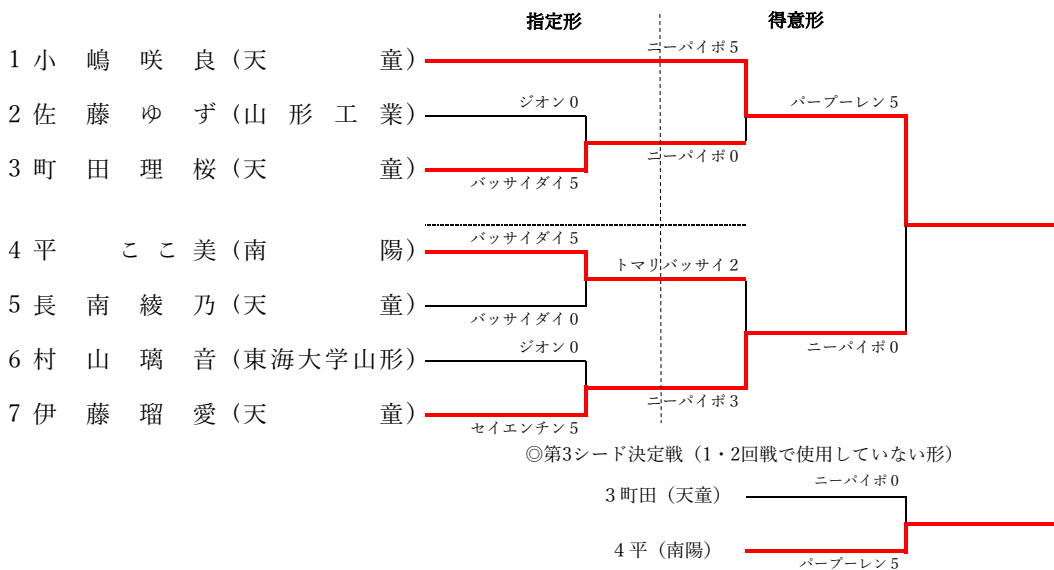 指定形 得意形
ニーパイポ5
1 小嶋咲良(天童)
ジオン0 パープーレン5
2 佐藤ゆず(山形工業)
ニーパイポ0
3 町田理桜(天童)
バッサイダイ5
バッサイダイ5
4 平ここ美(南陽)
トマリバッサイ2
5 長南綾乃(天童)
バッサイダイ0
ジオン0 ニーパイポ0
6 村山璃音(東海大学山形)
ニーパイポ3
7 伊藤瑠愛(天童)
セイエンチン5
◎第3シード決定戦(1・2回戦で使用していない形)
ニーパイポ0
3町田(天童)
4平(南陽)
パープーレン5